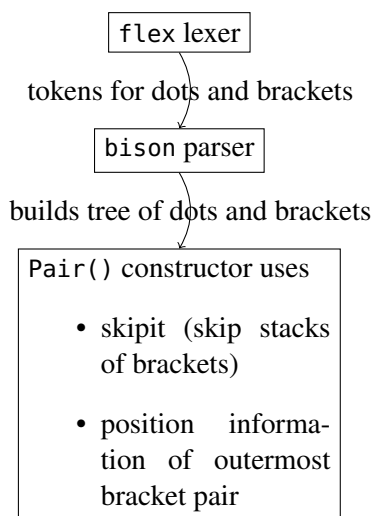 flex lexer
tokens for dots and brackets
bison parser
builds tree of dots and brackets
Pair() constructor uses
• skipit (skip stacks
of brackets)
• position informa-
tion of outermost
bracket pair